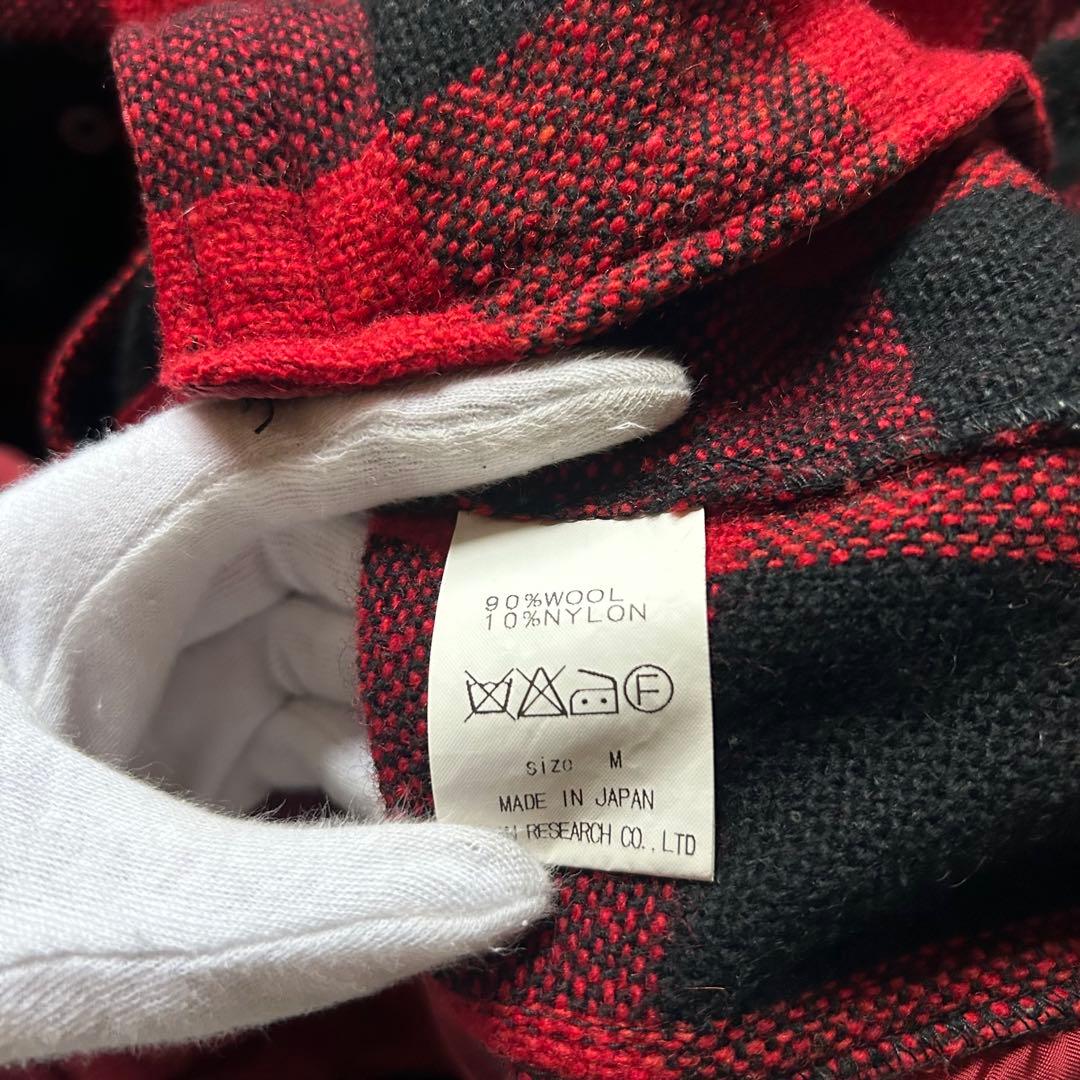 90%WOOL
10%NYLON
F
size M
MADE IN JAPAN
RESEARCH CO.,LTD